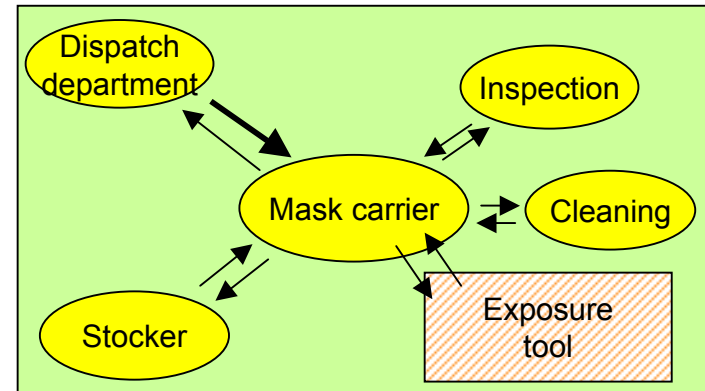 Dispatch
department
Inspection
Mask carrier
Cleaning
Stocker
Exposure
tool